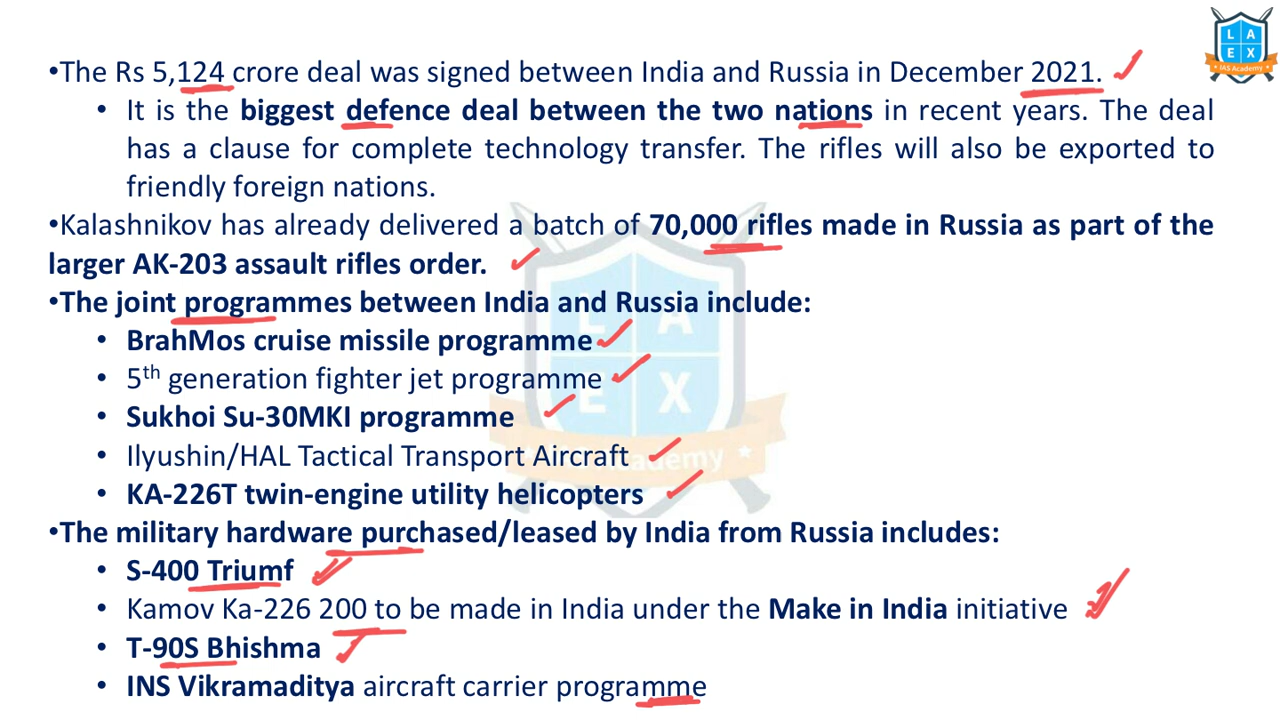 L A
E X
IAS Academy
•The Rs 5,124 crore deal was signed between India and Russia in December 2021.
• It is the biggest defence deal between the two nations in recent years. The deal
has a clause for complete technology transfer. The rifles will also be exported to
friendly foreign nations.
•Kalashnikov has already delivered a batch of 70,000 rifles made in Russia as part of the
larger AK-203 assault rifles order.
•The joint programmes between India and Russia include:
• BrahMos cruise missile programme
• 5th generation fighter jet programme
• Sukhoi Su-30MKI programme
• Ilyushin/HAL Tactical Transport Aircraft
• KA-226T twin-engine utility helicopters
•The military hardware purchased/leased by India from Russia includes:
• S-400 Triumf
• Kamov Ka-226 200 to be made in India under the Make in India initiative
• T-90S Bhishma
• INS Vikramaditya aircraft carrier programme
L A
E X
Academy